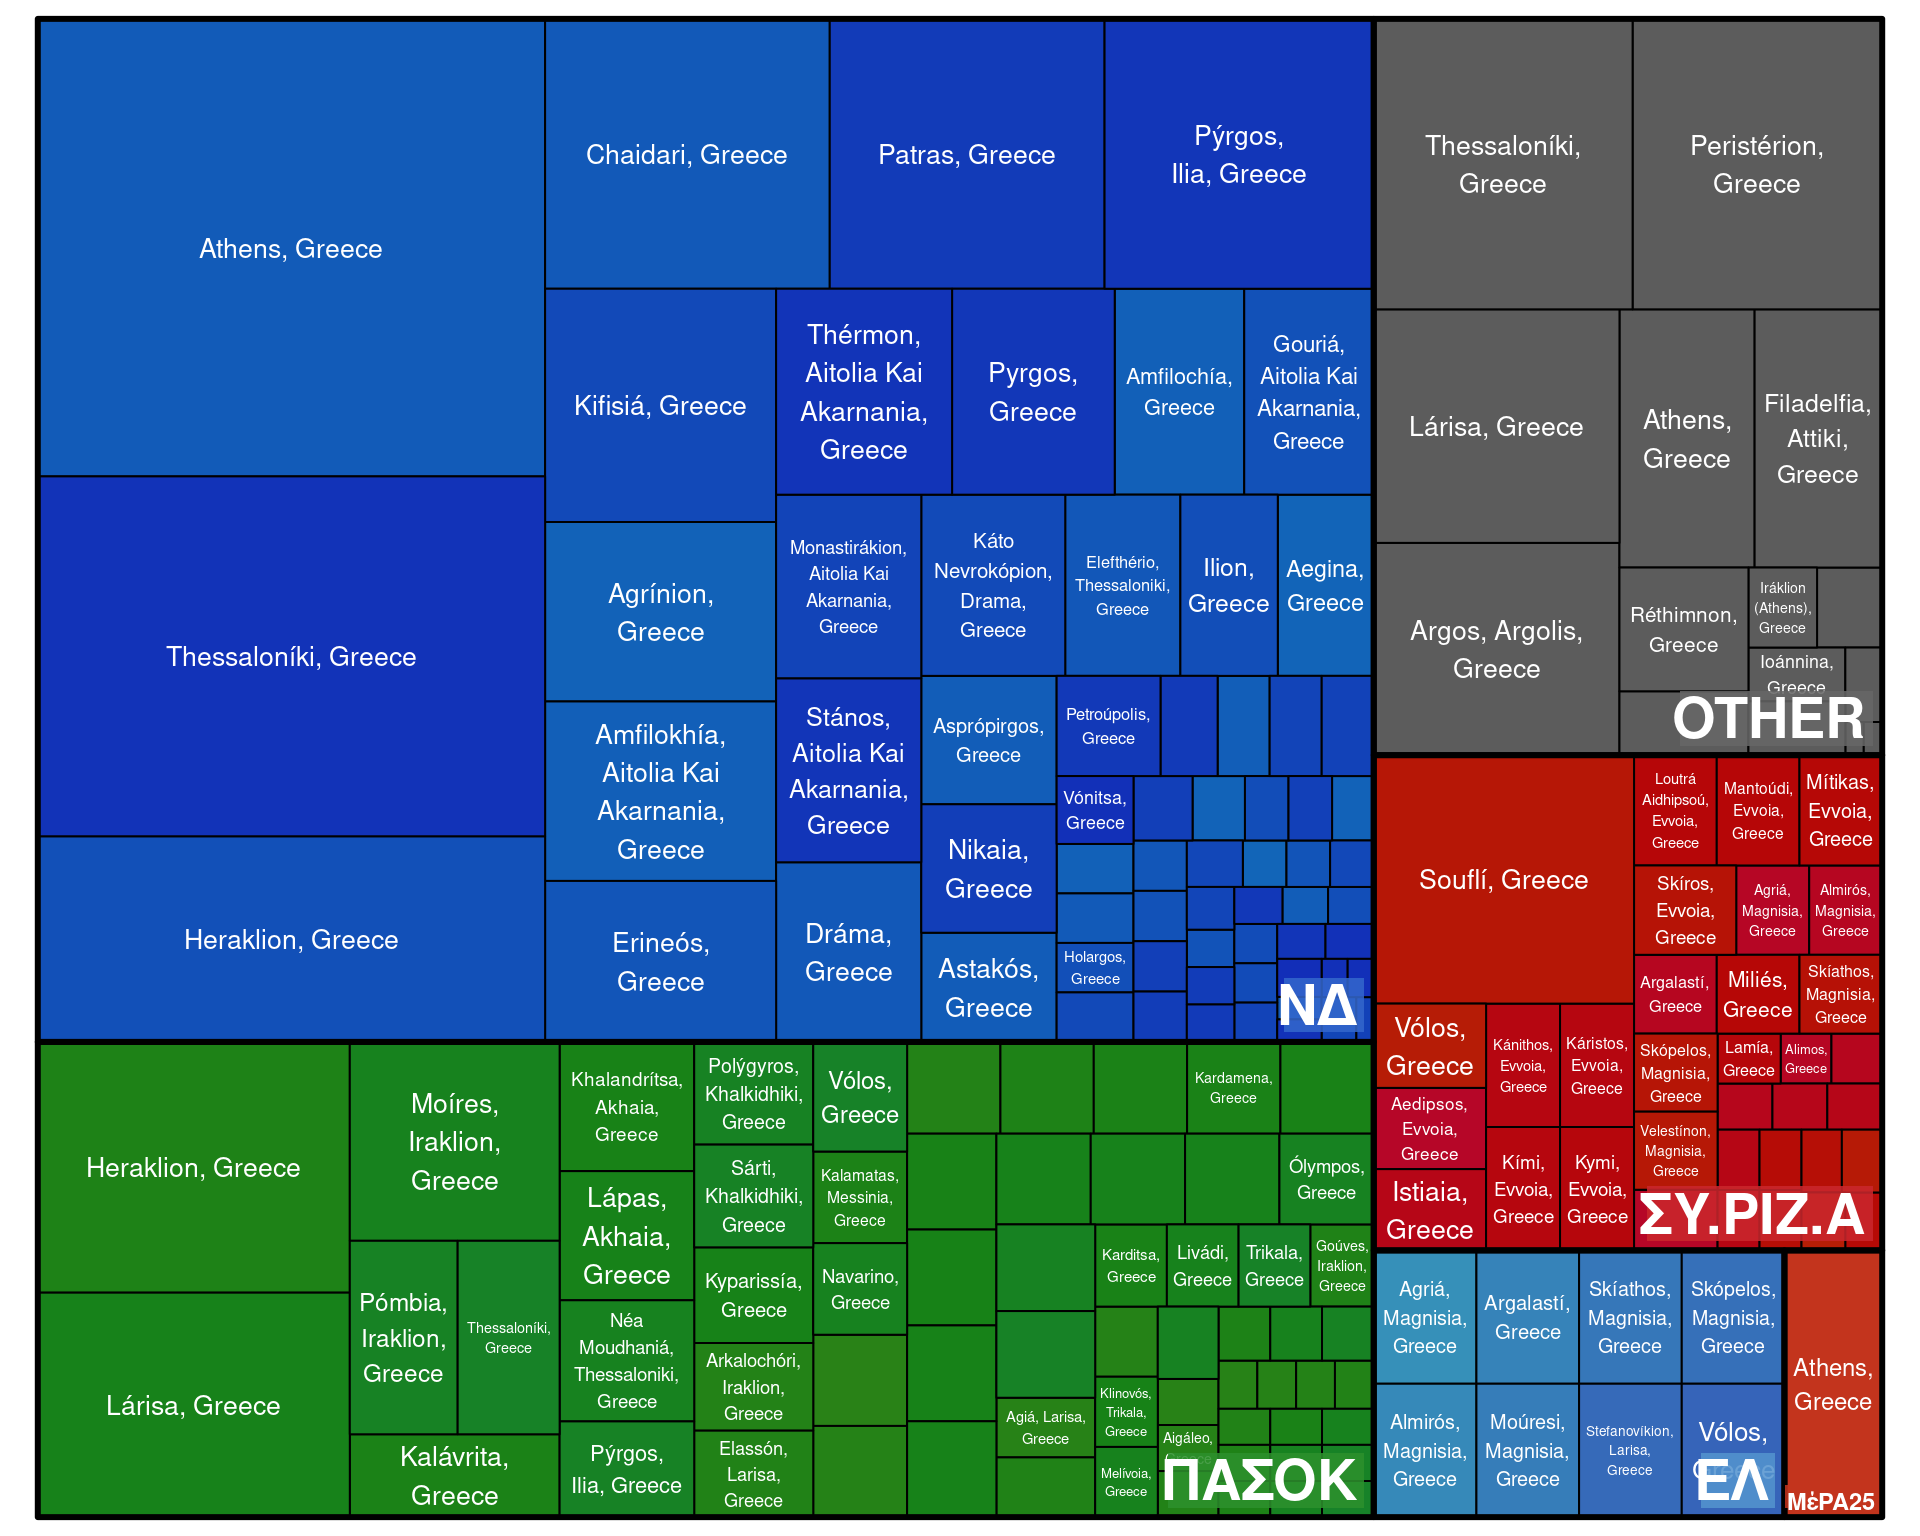 Athens, Greece
Thessaloníki, Greece
Heraklion, Greece
Chaidari, Greece
Patras, Greece
Pýrgos,
Ilia, Greece
Kifisiá, Greece
Thérmon,
Aitolia Kai
Akarnania,
Greece
Pyrgos,
Greece
Amfilochía,
Greece
Gouriá,
Aitolia Kai
Akarnania,
Greece
Agrínion,
Greece
Amfilokhía,
Aitolia Kai
Akarnania,
Greece
Erineós,
Greece
Monastirákion,
Aitolia Kai
Akarnania,
Greece
Káto
Nevrokópion,
Drama,
Greece
Elefthério,
Thessaloniki,
Greece
Ilion,
Greece
Aegina,
Greece
Stános,
Aitolia Kai
Akarnania,
Greece
Dráma,
Greece
Asprópirgos,
Greece
Nikaia,
Greece
Astakós,
Greece
Petroúpolis,
Greece
Vónitsa,
Greece
Holargos,
Greece
ΝΔ
Thessaloníki,
Greece
Peristérion,
Greece
Lárisa, Greece
Athens,
Greece
Filadelfia,
Attiki,
Greece
Argos, Argolis,
Greece
Réthimnon,
Greece
Iráklion
(Athens),
Greece
Ioánnina,
Greece
OTHER
Souflí, Greece
Loutrá
Aidhipsoú,
Evvoia,
Greece
Mantoúdi,
Evvoia,
Greece
Mítikas,
Evvoia,
Greece
Skíros,
Evvoia,
Greece
Agriá,
Magnisia,
Greece
Almirós,
Magnisia,
Greece
Argalastí,
Greece
Miliés,
Greece
Skíathos,
Magnisia,
Greece
Vólos,
Greece
Kánithos,
Evvoia,
Greece
Káristos,
Evvoia,
Greece
Skópelos,
Magnisia,
Greece
Lamía,
Greece
Alimos,
Greece
Aedipsos,
Evvoia,
Greece
Istiaia,
Greece
Kími,
Evvoia,
Greece
Kymi,
Evvoia,
Greece
Velestínon,
Magnisia,
Greece
ΣΥ.ΡΙΖ.Α
Heraklion, Greece
Lárisa, Greece
Moíres,
Iraklion,
Greece
Pómbia,
Iraklion,
Greece
Thessaloníki,
Greece
Kalávrita,
Greece
Khalandrítsa,
Akhaia,
Greece
Lápas,
Akhaia,
Greece
Néa
Moudhaniá,
Thessaloniki,
Greece
Pýrgos,
Ilia, Greece
Polýgyros,
Khalkidhiki,
Greece
Sárti,
Khalkidhiki,
Greece
Kyparissía,
Greece
Arkalochóri,
Iraklion,
Greece
Elassón,
Larisa,
Greece
Vólos,
Greece
Kalamatas,
Messinia,
Greece
Navarino,
Greece
Kardamena,
Greece
Ólympos,
Greece
Karditsa,
Greece
Livádi,
Greece
Trikala,
Greece
Goúves,
Iraklion,
Greece
Agiá, Larisa,
Greece
Klinovós,
Trikala,
Greece
Melívoia,
Greece
Aigáleo,
Greece
ΠΑΣΟΚ
Agriá,
Magnisia,
Greece
Argalastí,
Greece
Skíathos,
Magnisia,
Greece
Skópelos,
Magnisia,
Greece
Almirós,
Magnisia,
Greece
Moúresi,
Magnisia,
Greece
Stefanovíkion,
Larisa,
Greece
Vólos,
Greece
ΕΛ
Athens,
Greece
ΜέΡΑ25